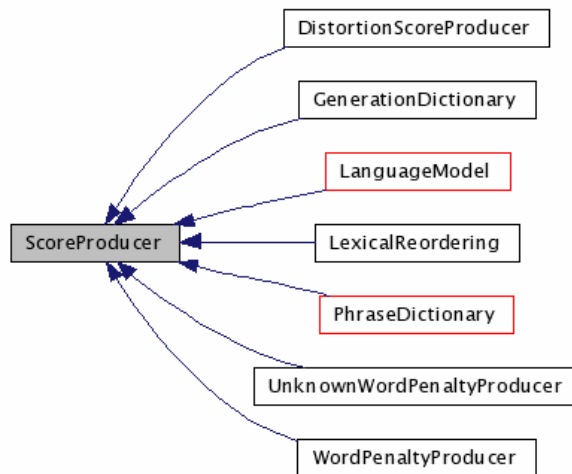 DistortionScoreProducer
GenerationDictionary
LanguageModel
ScoreProducer
LexicalReordering
PhraseDictionary
UnknownWordPenaltyProducer
WordPenaltyProducer